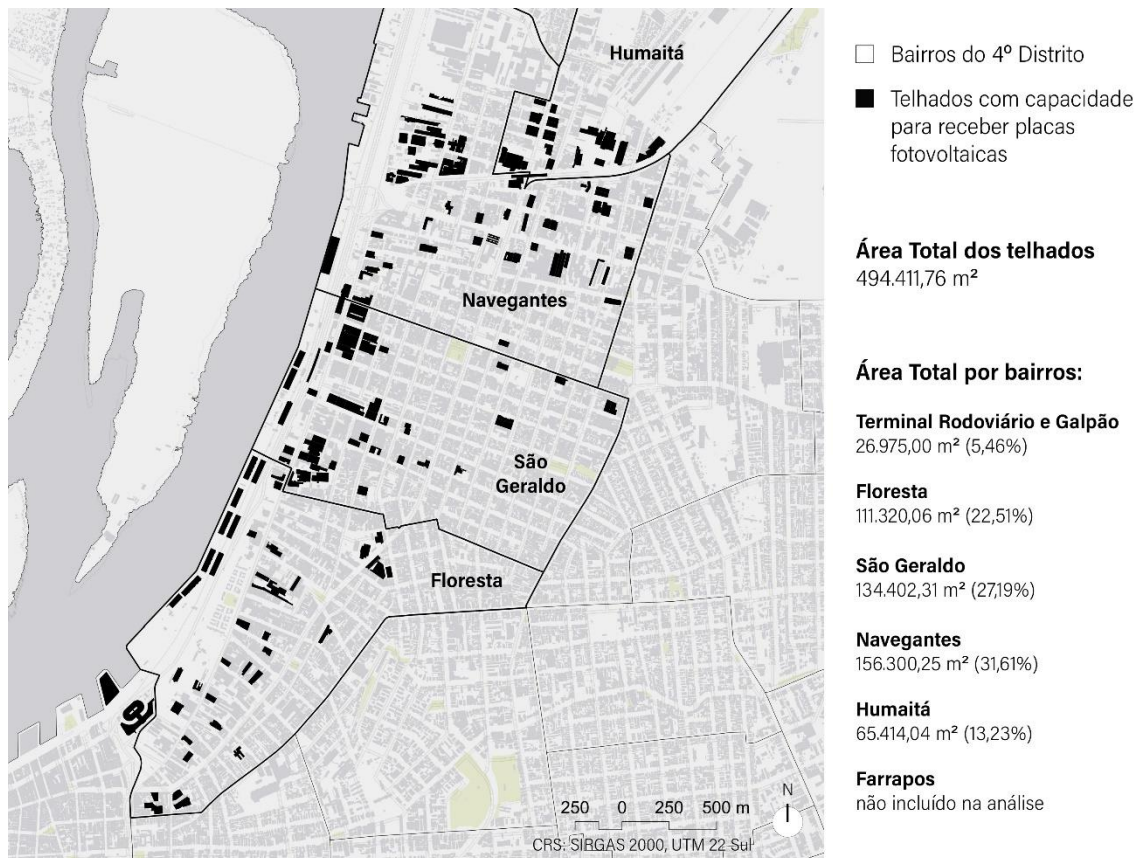 Humaitá
Navegantes
São
Geraldo
Floresta
250 0 250 500 m
N
CRS: SIRGAS 2000, UTM 22 Sul
Bairros do 4º Distrito
Telhados com capacidade
para receber placas
fotovoltaicas
Área Total dos telhados
494.411,76 m²
Área Total por bairros:
Terminal Rodoviário e Galpão
26.975,00 m² (5,46%)
Floresta
111.320,06 m² (22,51%)
São Geraldo
134.402,31 m² (27,19%)
Navegantes
156.300,25 m² (31,61%)
Humaitá
65.414,04 m² (13,23%)
Farrapos
não incluído na análise